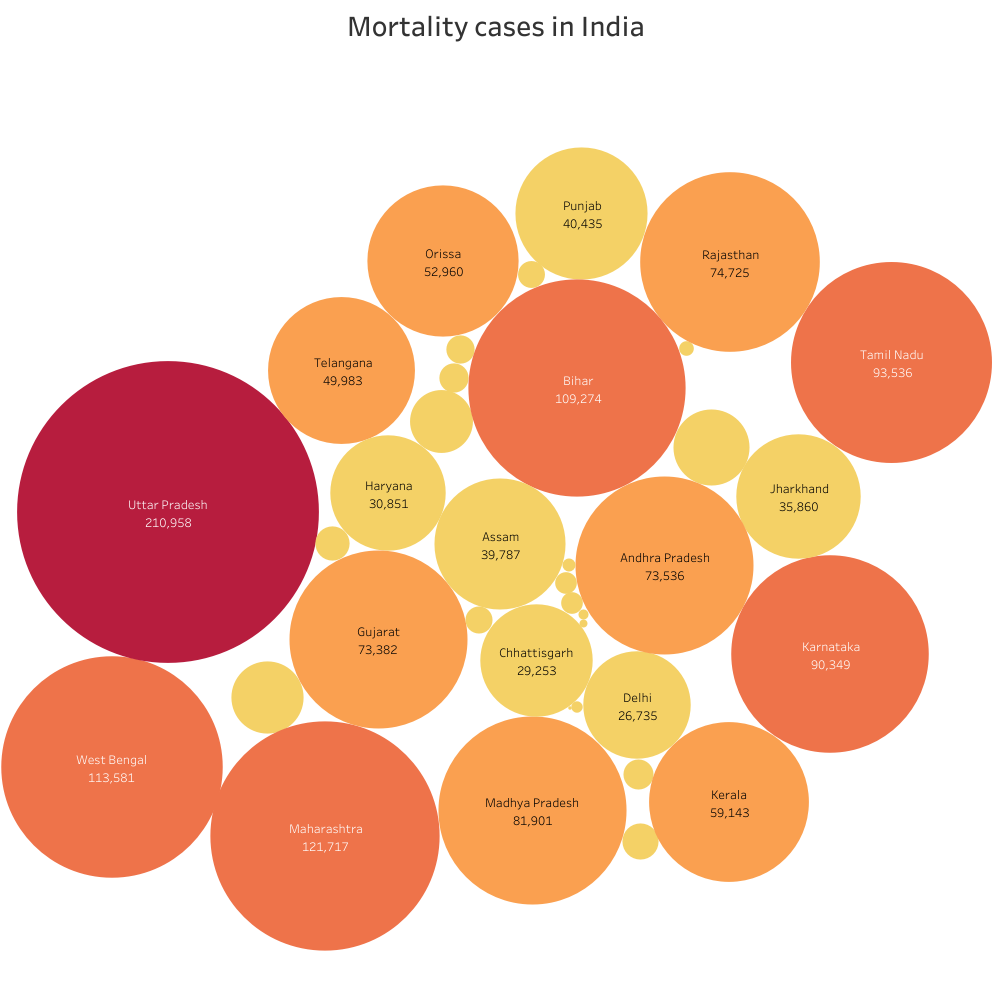 Mortality cases in India
Punjab
40,435
Orissa
52,960
Rajasthan
74,725
Telangana
49,983
Tamil Nadu
93,536
Bihar
109,274
Haryana
30,851
Jharkhand
35,860
Uttar Pradesh
210,958
Assam
39,787
Andhra Pradesh
73,536
Gujarat
73,382
Chhattisgarh
29,253
Karnataka
90,349
Delhi
26,735
West Bengal
113,581
Madhya Pradesh
81,901
Kerala
59,143
Maharashtra
121,717